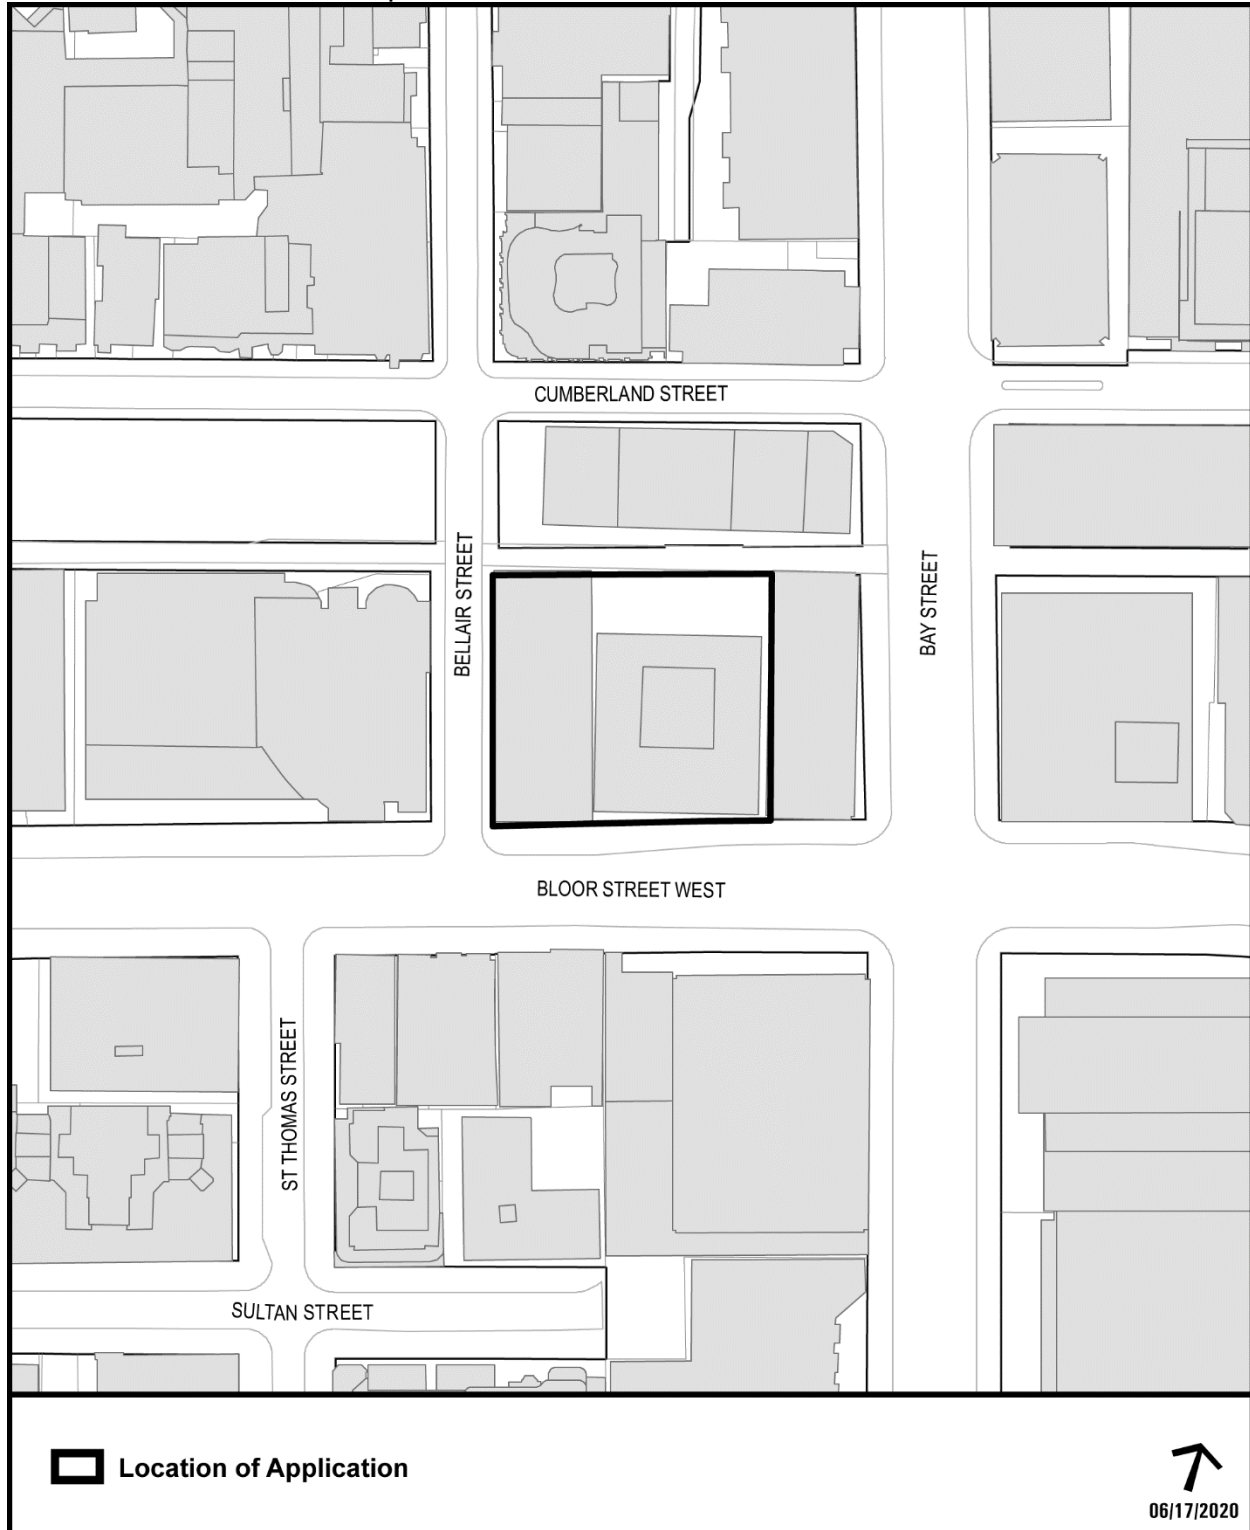 CUMBERLAND STREET
BELLAIR STREET
BAY STREET
BLOOR STREET WEST
ST THOMAS STREET
SULTAN STREET
Location of Application
06/17/2020